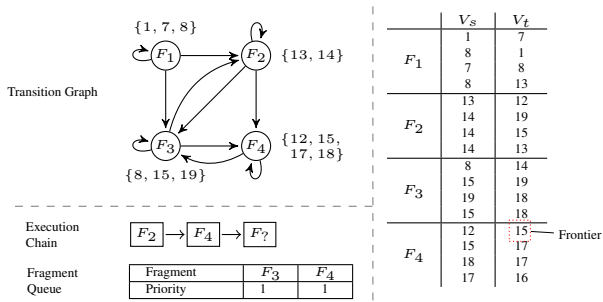 {1, 7, 8}
F1
F2
{13, 14}
Transition Graph
F3
F4
{12, 15,
17, 18}
{8, 15, 19}
Execution
Chain
F2 F4 F?
Fragment
Queue
Fragment F3 F4
Priority 1 1
Vs Vt
F1
1 7
8 1
7 8
8 13
F2
13 12
14 19
14 15
14 13
F3
8 14
15 19
19 18
15 18
F4
12 15
15 17
18 17
17 16
Frontier